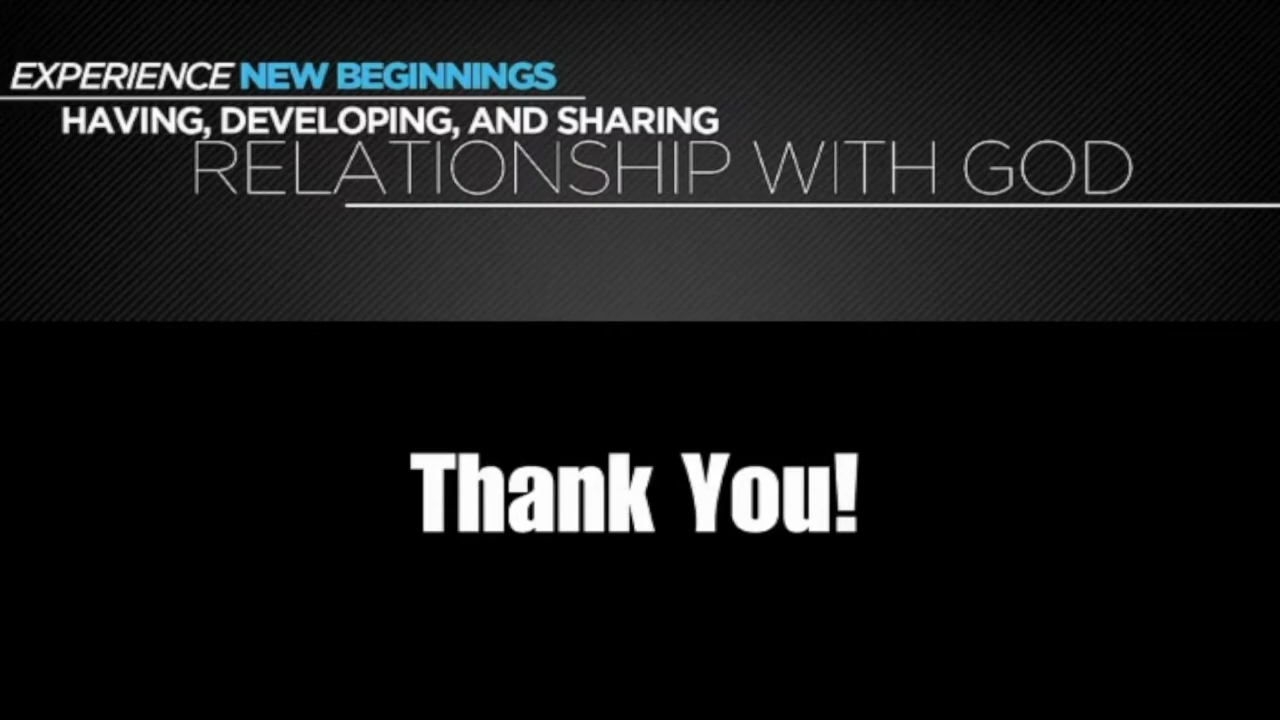 EXPERIENCE NEW BEGINNINGS
HAVING, DEVELOPING, AND SHARING
RELATIONSHIP WITH GOD
Thank You!